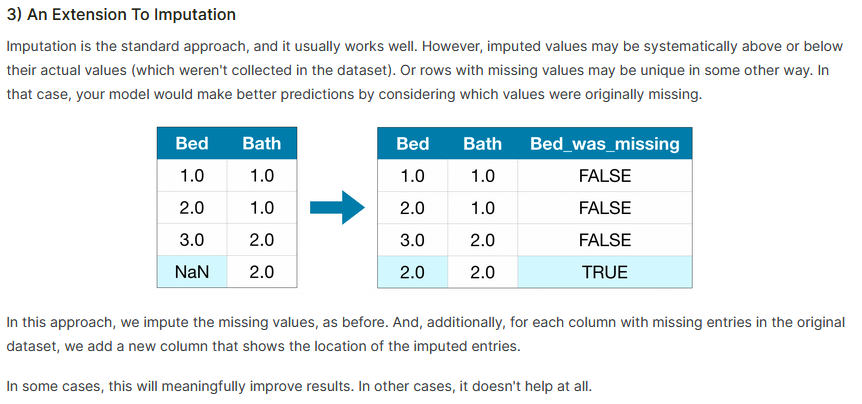 3) An Extension To Imputation
Imputation is the standard approach, and it usually works well. However, imputed values may be systematically above or below
their actual values (which weren't collected in the dataset). Or rows with missing values may be unique in some other way. In
that case, your model would make better predictions by considering which values were originally missing.
Bed Bath Bed Bath Bed_was_missing
1.0 1.0 1.0 1.0 FALSE
2.0 1.0 2.0 1.0 FALSE
3.0 2.0 3.0 2.0 FALSE
NaN 2.0 2.0 2.0 TRUE
In this approach, we impute the missing values, as before. And, additionally, for each column with missing entries in the original
dataset, we add a new column that shows the location of the imputed entries.
In some cases, this will meaningfully improve results. In other cases, it doesn't help at all.